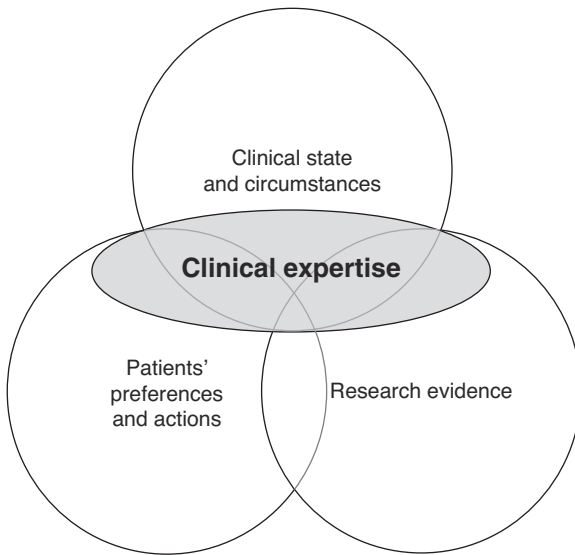 Clinical state
and circumstances
Clinical expertise
Patients'
preferences
and actions
Research evidence